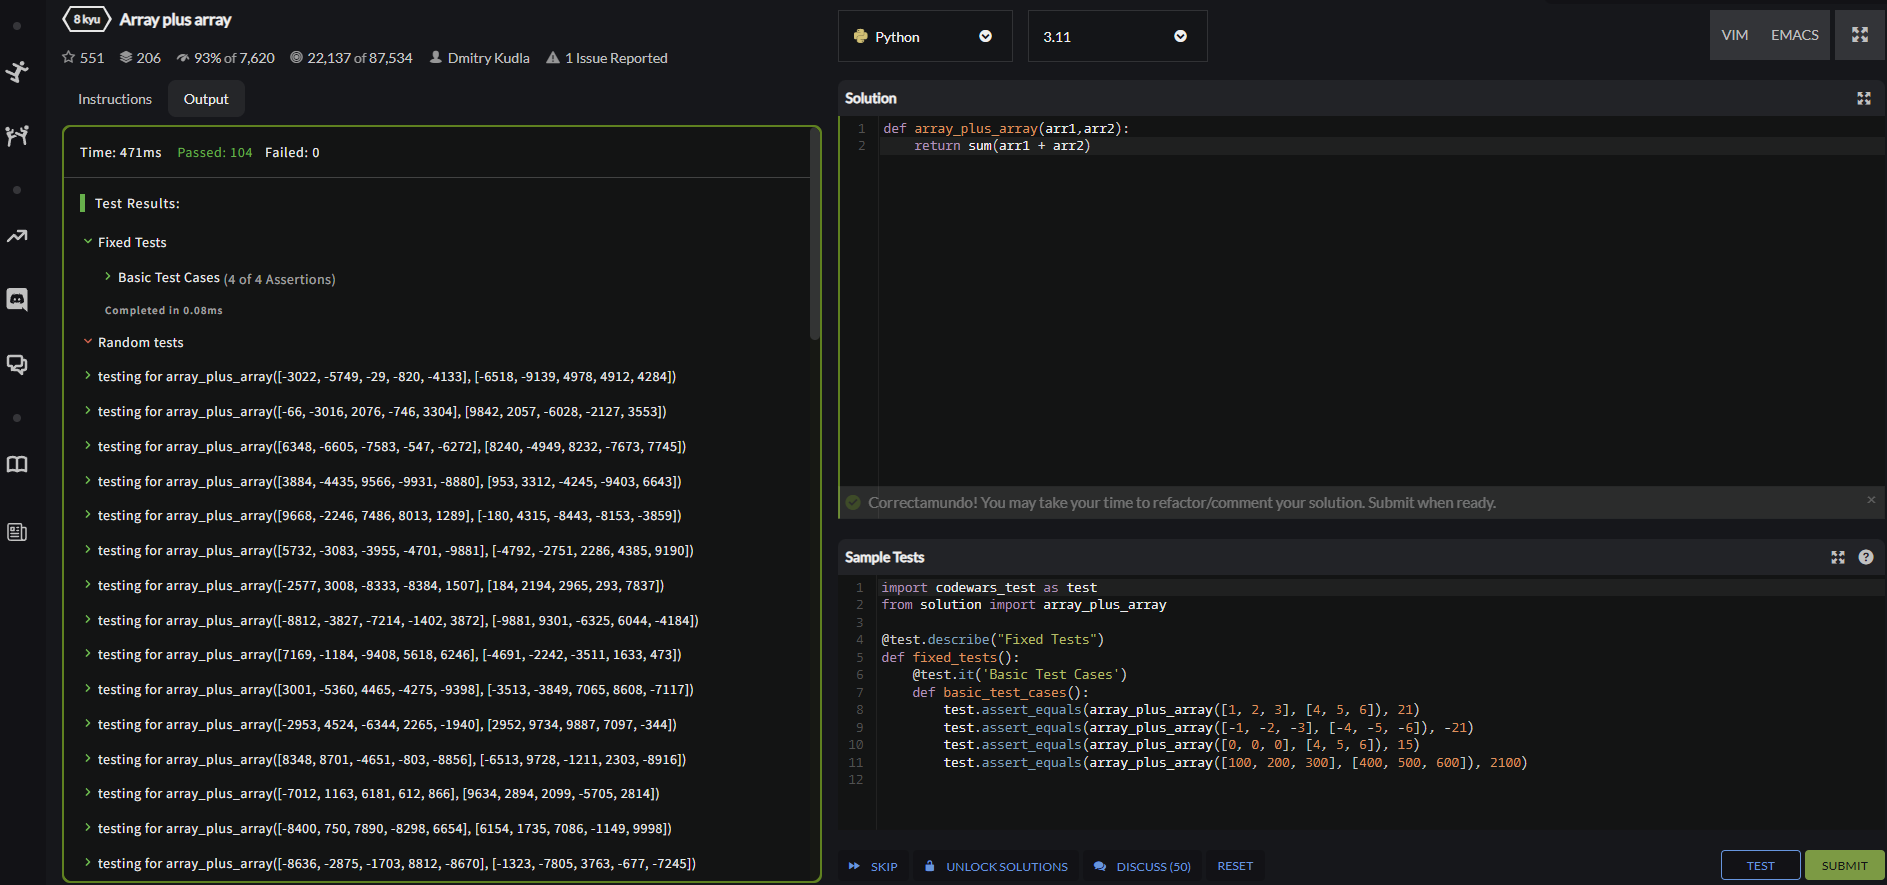 8 kyu Array plus array
551 206 93% of 7,620 22,137 of 87,534 Dmitry Kudla 1 Issue Reported
Instructions Output
Time: 471ms Passed: 104 Failed: 0
Test Results:
Fixed Tests
Basic Test Cases (4 of 4 Assertions)
Completed in 0.08ms
Random tests
testing for array_plus_array([-3022, -5749, -29, -820, -4133], [-6518, -9139, 4978, 4912, 4284])
testing for array_plus_array([-66, -3016, 2076, -746, 3304], [9842, 2057, -6028, -2127, 3553])
testing for array_plus_array([6348, -6605, -7583, -547, -6272], [8240, -4949, 8232, -7673, 7745])
testing for array_plus_array([3884, -4435, 9566, -9931, -8880], [953, 3312, -4245, -9403, 6643])
testing for array_plus_array([9668, -2246, 7486, 8013, 1289], [-180, 4315, -8443, -8153, -3859])
testing for array_plus_array([5732, -3083, -3955, -4701, -9881], [-4792, -2751, 2286, 4385, 9190])
testing for array_plus_array([-2577, 3008, -8333, -8384, 1507], [184, 2194, 2965, 293, 7837])
testing for array_plus_array([-8812, -3827, -7214, -1402, 3872], [-9881, 9301, -6325, 6044, -4184])
testing for array_plus_array([7169, -1184, -9408, 5618, 6246], [-4691, -2242, -3511, 1633, 473])
testing for array_plus_array([3001, -5360, 4465, -4275, -9398], [-3513, -3849, 7065, 8608, -7117])
testing for array_plus_array([-2953, 4524, -6344, 2265, -1940], [2952, 9734, 9887, 7097, -344])
testing for array_plus_array([8348, 8701, -4651, -803, -8856], [-6513, 9728, -1211, 2303, -8916])
testing for array_plus_array([-7012, 1163, 6181, 612, 866], [9634, 2894, 2099, -5705, 2814])
testing for array_plus_array([-8400, 750, 7890, -8298, 6654], [6154, 1735, 7086, -1149, 9998])
testing for array_plus_array([-8636, -2875, -1703, 8812, -8670], [-1323, -7805, 3763, -677, -7245])
Python 3.11 VIM EMACS
Solution
1 def array_plus_array(arr1,arr2):
2 return sum(arr1 + arr2)
Correctamundo! You may take your time to refactor/comment your solution. Submit when ready.
Sample Tests
1 import codewars_test as test
2 from solution import array_plus_array
3
4 @test.describe("Fixed Tests")
5 def fixed_tests():
6 @test.it('Basic Test Cases')
7 def basic_test_cases():
8 test.assert_equals(array_plus_array([1, 2, 3], [4, 5, 6]), 21)
9 test.assert_equals(array_plus_array([-1, -2, -3], [-4, -5, -6]), -21)
10 test.assert_equals(array_plus_array([0, 0, 0], [4, 5, 6]), 15)
11 test.assert_equals(array_plus_array([100, 200, 300], [400, 500, 600]), 2100)
12
SKIP UNLOCK SOLUTIONS DISCUSS (50) RESET TEST SUBMIT